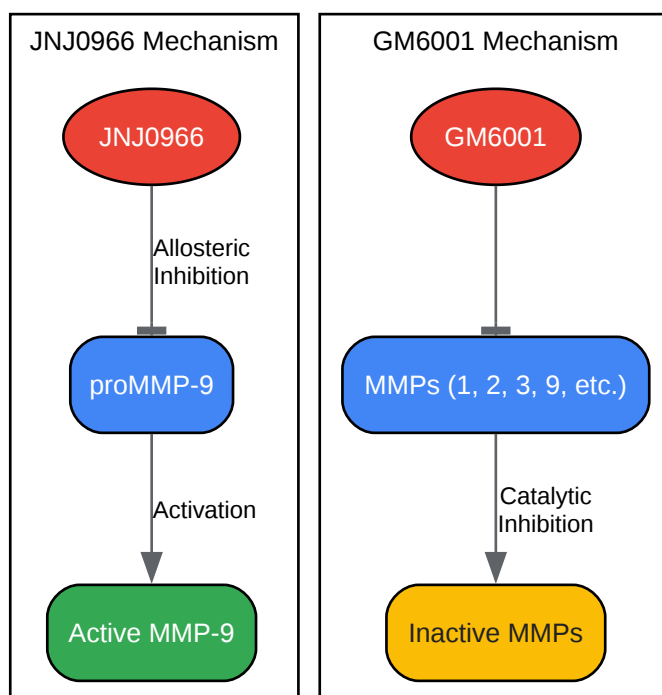 JNJ0966 Mechanism
JNJ0966
Allosteric
Inhibition
proMMP-9
Activation
Active MMP-9
GM6001 Mechanism
GM6001
MMPs (1, 2, 3, 9, etc.)
Catalytic
Inhibition
Inactive MMPs